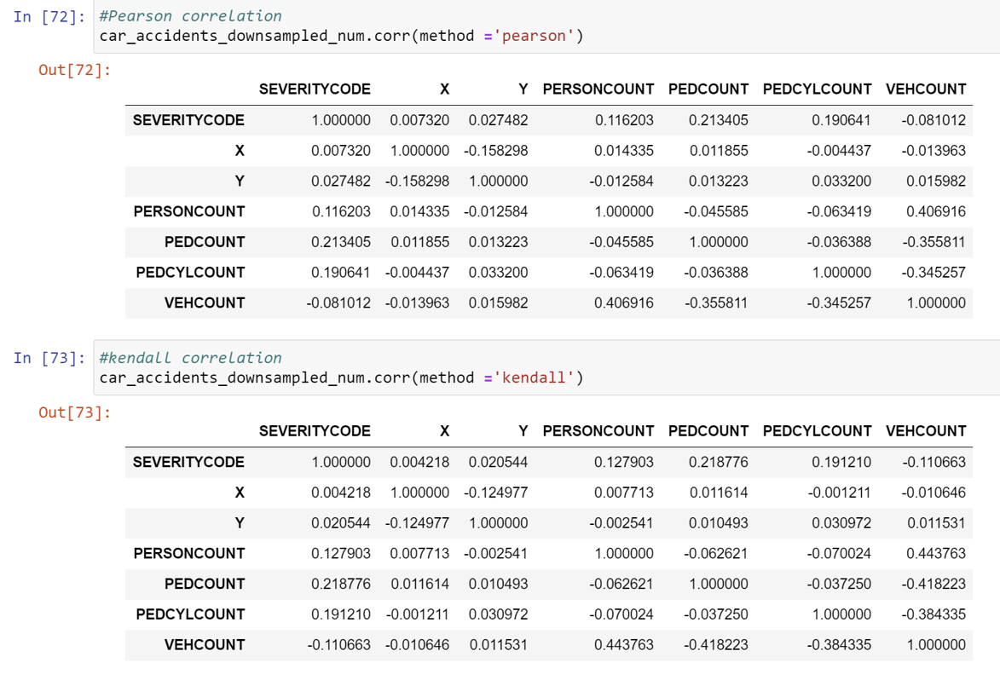 In [72]: #Pearson correlation
car_accidents_downsampled_num.corr(method ='pearson')
Out[72]:
SEVERITYCODE X Y PERSONCOUNT PEDCOUNT PEDCYLCOUNT VEHCOUNT
SEVERITYCODE 1.000000 0.007320 0.027482 0.116203 0.213405 0.190641 -0.081012
X 0.007320 1.000000 -0.158298 0.014335 0.011855 -0.004437 -0.013963
Y 0.027482 -0.158298 1.000000 -0.012584 0.013223 0.033200 0.015982
PERSONCOUNT 0.116203 0.014335 -0.012584 1.000000 -0.045585 -0.063419 0.406916
PEDCOUNT 0.213405 0.011855 0.013223 -0.045585 1.000000 -0.036388 -0.355811
PEDCYLCOUNT 0.190641 -0.004437 0.033200 -0.063419 -0.036388 1.000000 -0.345257
VEHCOUNT -0.081012 -0.013963 0.015982 0.406916 -0.355811 -0.345257 1.000000
In [73]: #kendall correlation
car_accidents_downsampled_num.corr(method ='kendall')
Out[73]:
SEVERITYCODE X Y PERSONCOUNT PEDCOUNT PEDCYLCOUNT VEHCOUNT
SEVERITYCODE 1.000000 0.004218 0.020544 0.127903 0.218776 0.191210 -0.110663
X 0.004218 1.000000 -0.124977 0.007713 0.011614 -0.001211 -0.010646
Y 0.020544 -0.124977 1.000000 -0.002541 0.010493 0.030972 0.011531
PERSONCOUNT 0.127903 0.007713 -0.002541 1.000000 -0.062621 -0.070024 0.443763
PEDCOUNT 0.218776 0.011614 0.010493 -0.062621 1.000000 -0.037250 -0.418223
PEDCYLCOUNT 0.191210 -0.001211 0.030972 -0.070024 -0.037250 1.000000 -0.384335
VEHCOUNT -0.110663 -0.010646 0.011531 0.443763 -0.418223 -0.384335 1.000000